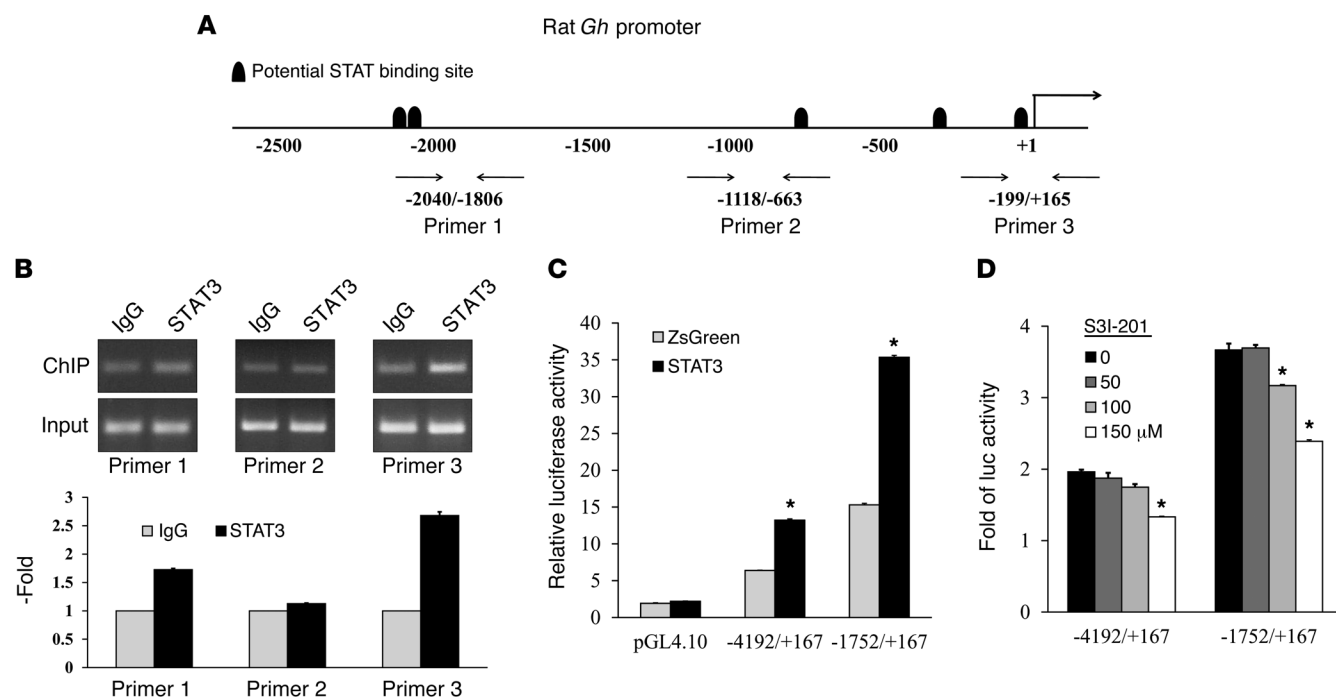 A
Rat Gh promoter
Potential STAT binding site
-2500 -2000 -1500 -1000 -500 +1
-2040/-1806 -1118/-663 -199/+165
Primer 1 Primer 2 Primer 3
B
IgG STAT3 IgG STAT3 IgG STAT3
ChIP
Input
Primer 1 Primer 2 Primer 3
-Fold
3
2.5
2
1.5
1
0.5
0
IgG STAT3
Primer 1 Primer 2 Primer 3
C
Relative luciferase activity
40
35
30
25
20
15
10
5
0
ZsGreen
STAT3
*
*
pGL4.10 -4192/+167 -1752/+167
D
Fold of luc activity
4
3
2
1
0
S3I-201
0
50
100
150 μM
*
*
*
-4192/+167 -1752/+167